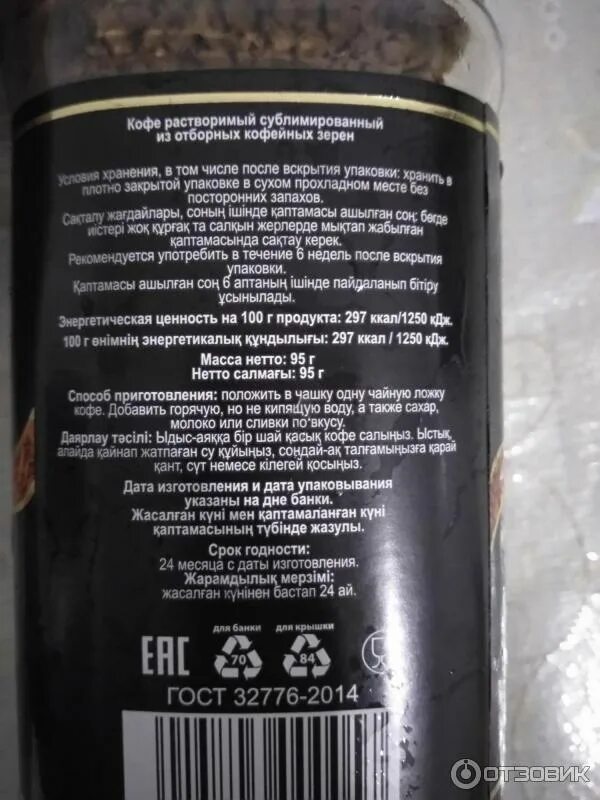 Кофе растворимый сублимированный
из отборных кофейных зерен
Условия хранения, в том числе после вскрытия упаковки: хранить в
плотно закрытой упаковке в сухом прохладном месте без
посторонних запахов.
Сақталу жағдайлары, соның ішінде қаптамасы ашылған соң: бөгде
иістері жоқ құрғақ та салқын жерлерде мықтап жабылған
қаптамасында сақтау керек.
Рекомендуется употребить в течение 6 недель после вскрытия
упаковки.
Қаптамасы ашылған соң 6 аптаның ішінде пайдаланып бітіру
ұсынылады.
Энергетическая ценность на 100 г продукта: 297 ккал/1250 кДж.
100 г өнімнің энергетикалық құндылығы: 297 ккал / 1250 кДж.
Масса нетто: 95 г
Нетто салмағы: 95 г
Способ приготовления: положить в чашку одну чайную ложку
кофе. Добавить горячую, но не кипящую воду, а также сахар,
молоко или сливки по вкусу.
Даярлау тәсілі: Ыдыс-аяққа бір шай қасық кофе салыңыз. Ыстық,
алайда қайнап жатпаған су құйыңыз, сондай-ақ талғамыңызға қарай
қант, сүт немесе кілегей қосыңыз.
Дата изготовления и дата упаковывания
указаны на дне банки.
Жасалған күні мен қапталмаланған күні
қаптамасының түбінде жазулы.
Срок годности:
24 месяца с даты изготовления.
Жарамдылық мерзімі:
жасалған күнінен бастап 24 ай.
для банки для крышки
EAC 70 84
ГОСТ 32776-2014
ОТЗОВИК